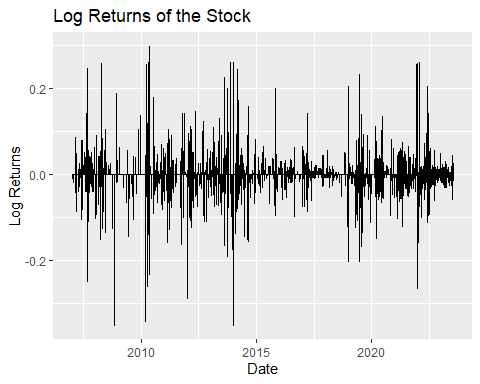 Log Returns of the Stock
Log Returns
0.2
0.0
-0.2
2010 2015 2020
Date